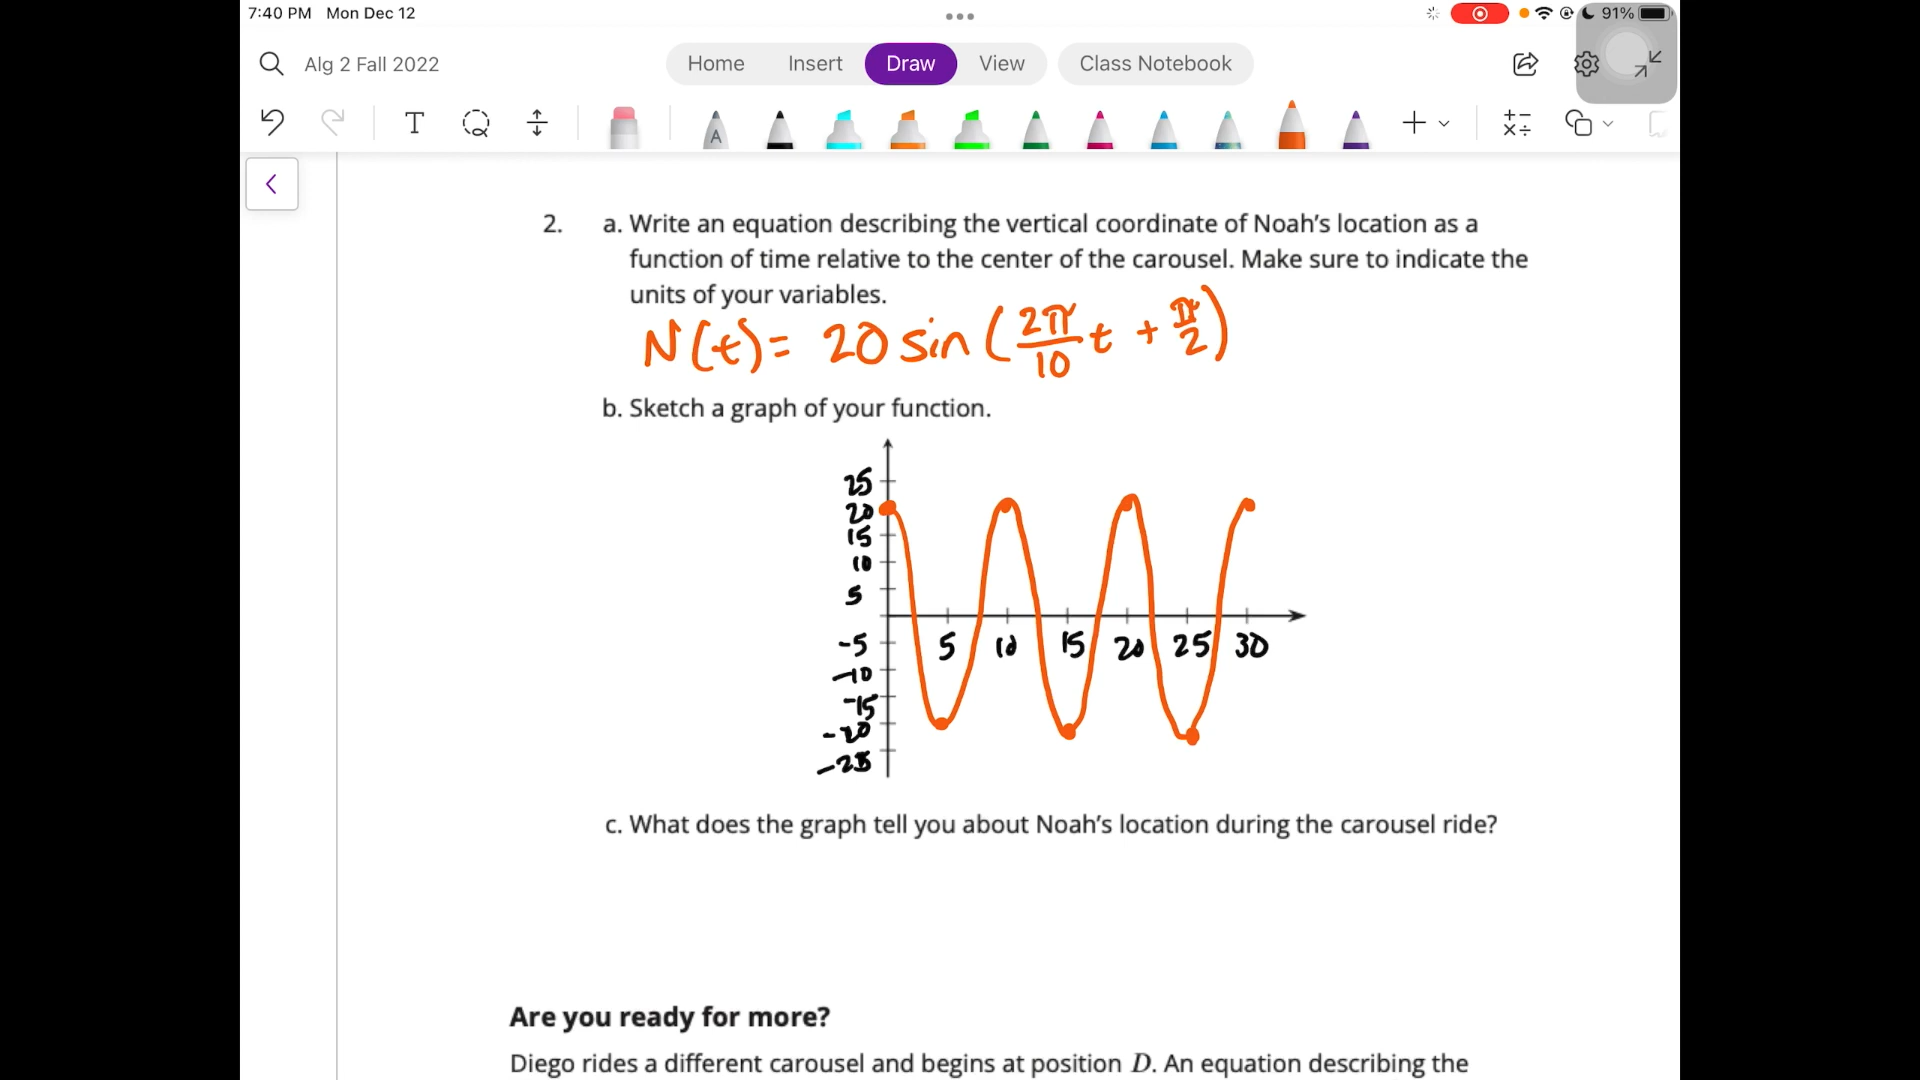 7:40 PM Mon Dec 12
91%
Alg 2 Fall 2022
Home Insert Draw View Class Notebook
T
A
2. a. Write an equation describing the vertical coordinate of Noah's location as a
function of time relative to the center of the carousel. Make sure to indicate the
units of your variables.
N(t) = 20 sin (2π/10 t + π/2)
b. Sketch a graph of your function.
25
20
15
10
5
5 10 15 20 25 30
-5
-10
-15
-20
-25
c. What does the graph tell you about Noah's location during the carousel ride?
Are you ready for more?
Diego rides a different carousel and begins at position D. An equation describing the